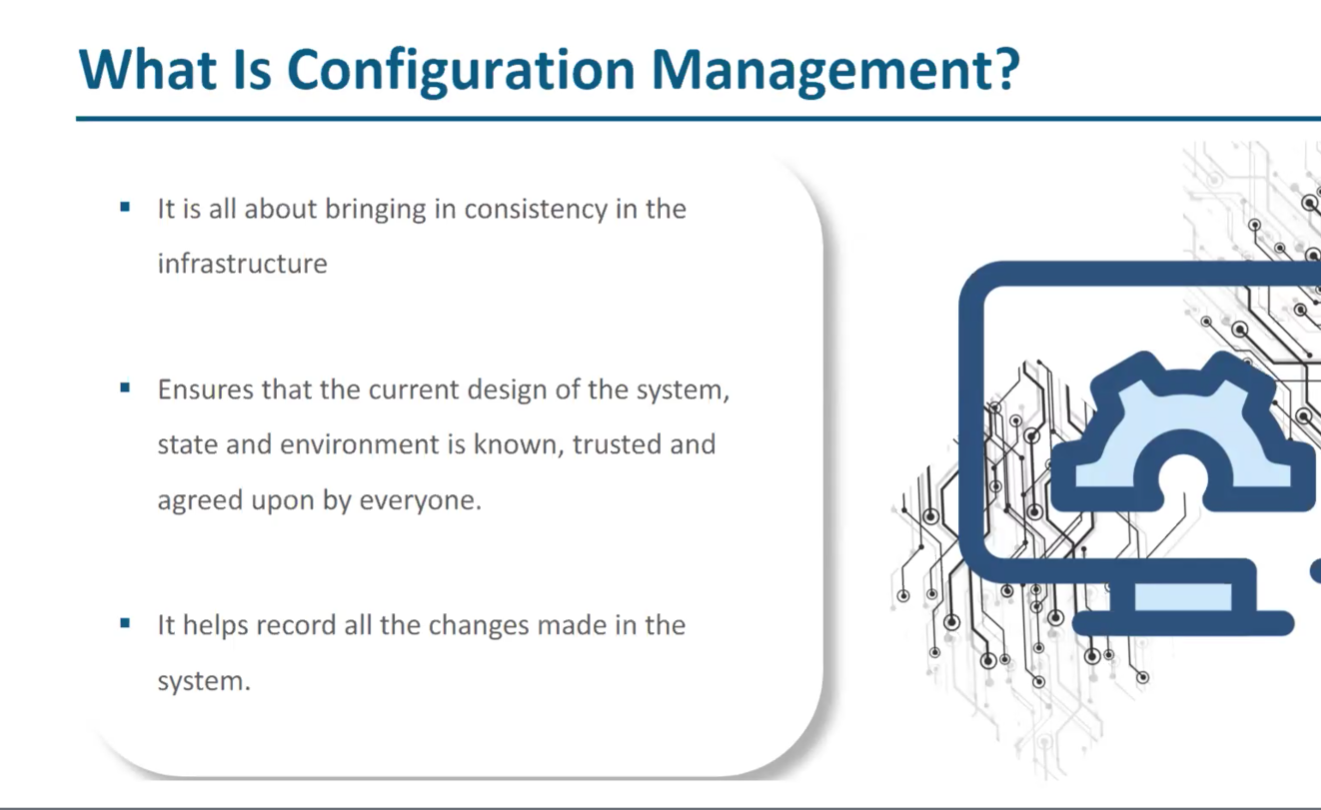 What Is Configuration Management?
▪ It is all about bringing in consistency in the
infrastructure
▪ Ensures that the current design of the system,
state and environment is known, trusted and
agreed upon by everyone.
▪ It helps record all the changes made in the
system.